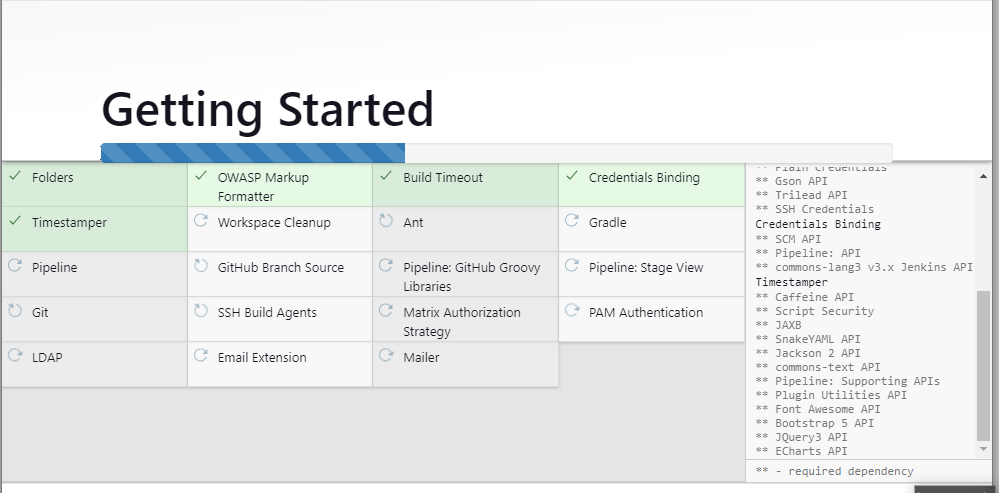 Getting Started
Folders
OWASP Markup
Formatter
Build Timeout
Credentials Binding
Timestamper
Workspace Cleanup
Ant
Gradle
Pipeline
GitHub Branch Source
Pipeline: GitHub Groovy
Libraries
Pipeline: Stage View
Git
SSH Build Agents
Matrix Authorization
Strategy
PAM Authentication
LDAP
Email Extension
Mailer
** Plain Credentials
** Gson API
** Trilead API
** SSH Credentials
Credentials Binding
** SCM API
** Pipeline: API
** commons-lang3 v3.x Jenkins API
Timestamper
** Caffeine API
** Script Security
** JAXB
** SnakeYAML API
** Jackson 2 API
** commons-text API
** Pipeline: Supporting APIs
** Plugin Utilities API
** Font Awesome API
** Bootstrap 5 API
** JQuery3 API
** ECharts API
** - required dependency